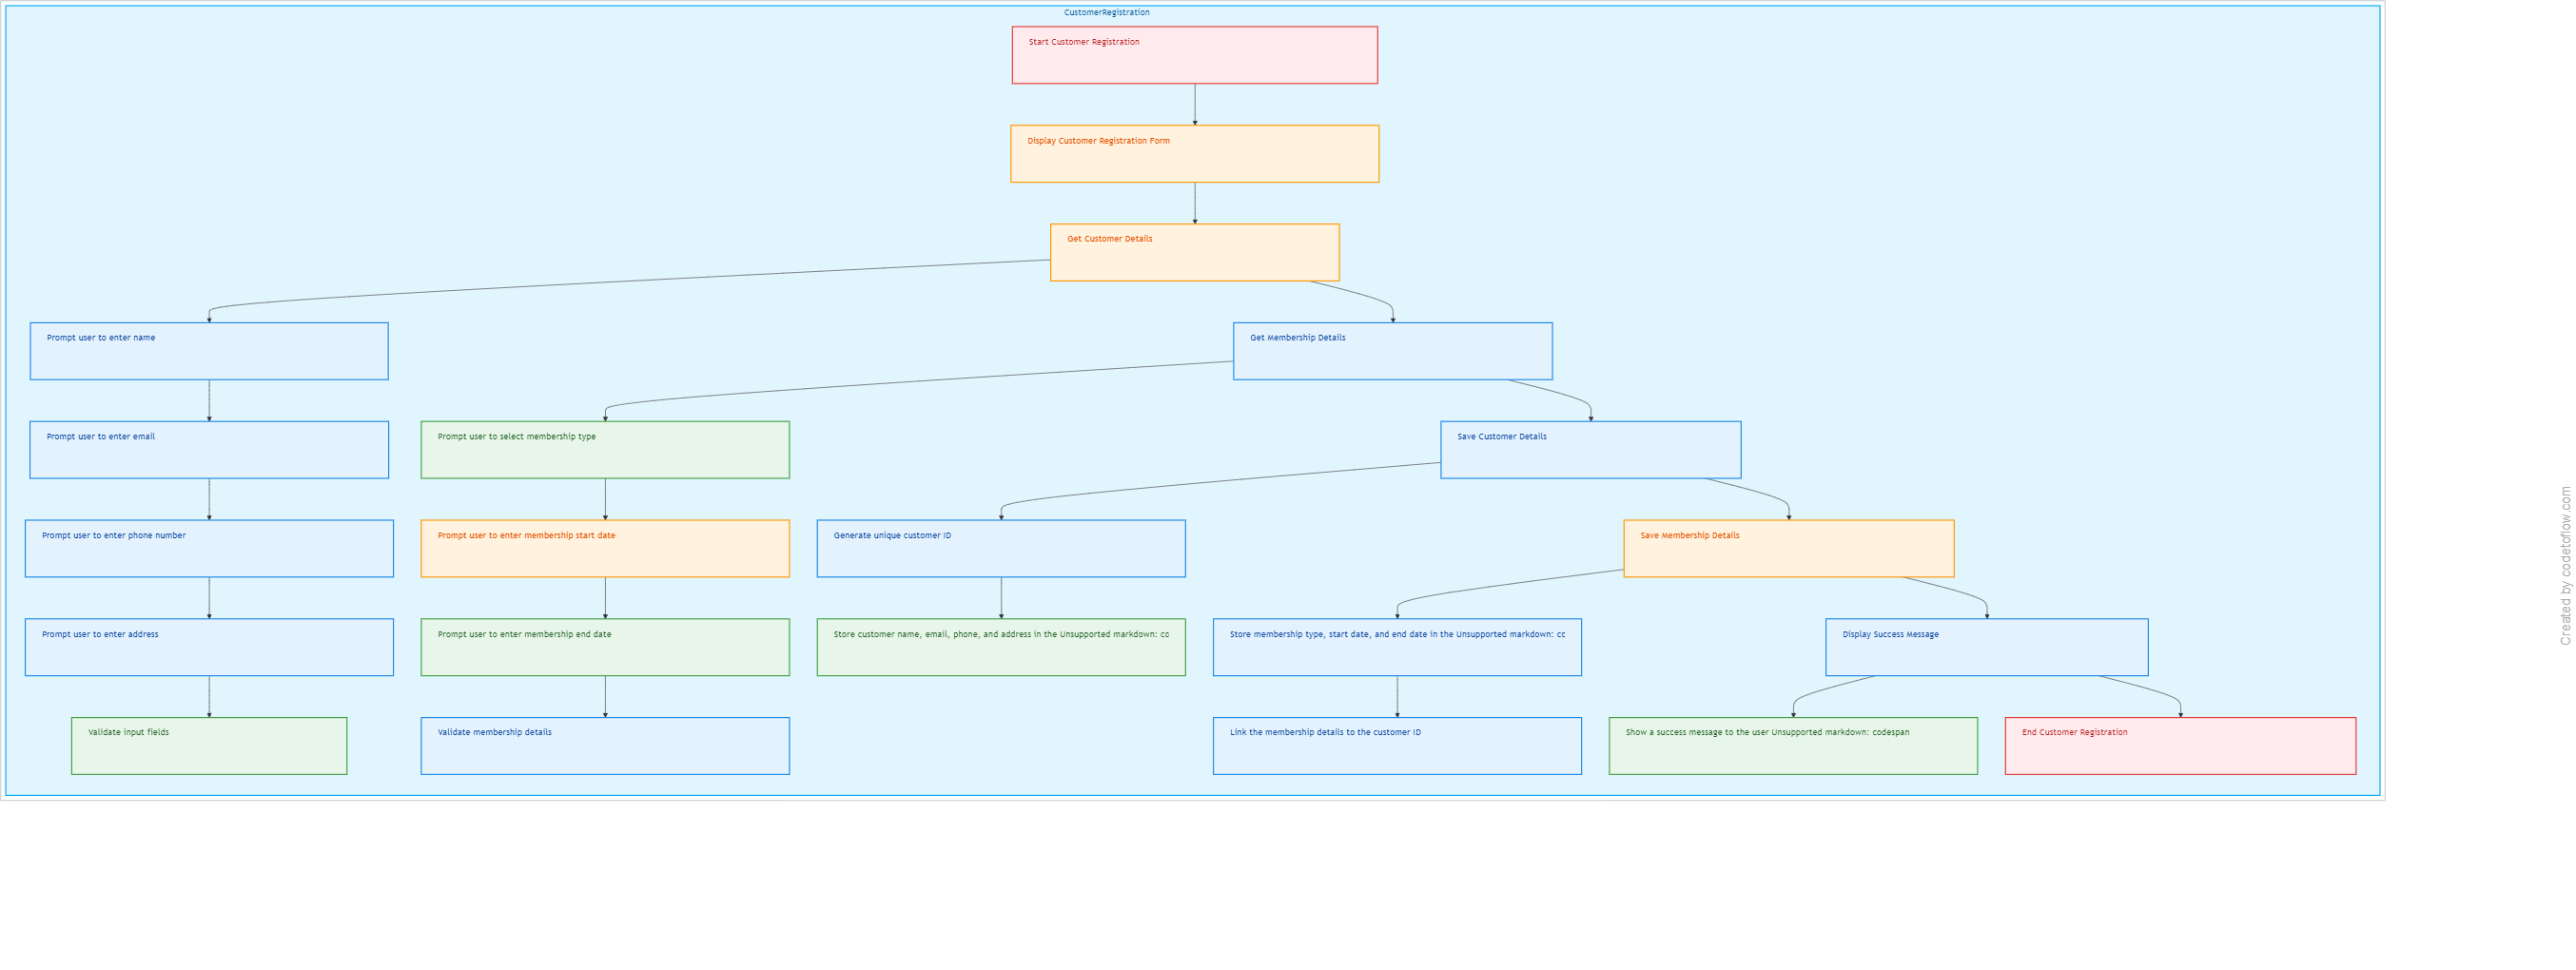 CustomerRegistration
Start Customer Registration
Display Customer Registration Form
Get Customer Details
Prompt user to enter name
Get Membership Details
Prompt user to enter email
Prompt user to select membership type
Save Customer Details
Prompt user to enter phone number
Prompt user to enter membership start date
Generate unique customer ID
Save Membership Details
Prompt user to enter address
Prompt user to enter membership end date
Store customer name, email, phone, and address in the Unsupported markdown: co
Store membership type, start date, and end date in the Unsupported markdown: cc
Display Success Message
Validate input fields
Validate membership details
Link the membership details to the customer ID
Show a success message to the user Unsupported markdown: codespan
End Customer Registration
Created by codetoflow.com